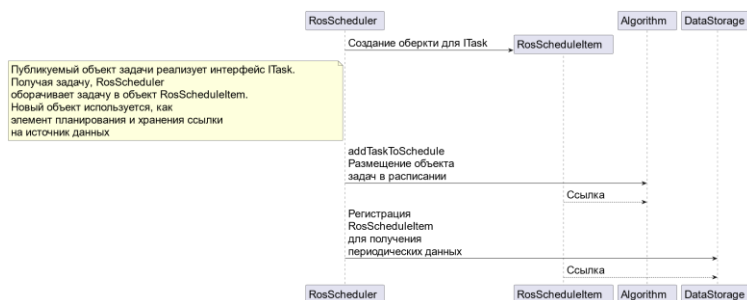 RosScheduler
Algorithm
DataStorage
Создание оберкти для ITask
RosScheduleItem
Публикуемый объект задачи реализует интерфейс ITask.
Получая задачу, RosScheduler
оборачивает задачу в объект RosScheduleItem.
Новый объект используется, как
элемент планирования и хранения ссылки
на источник данных
addTaskToSchedule
Размещение объекта
задач в расписании
Ссылка
Регистрация
RosScheduleItem
для получения
периодических данных
Ссылка
RosScheduler
RosScheduleItem
Algorithm
DataStorage